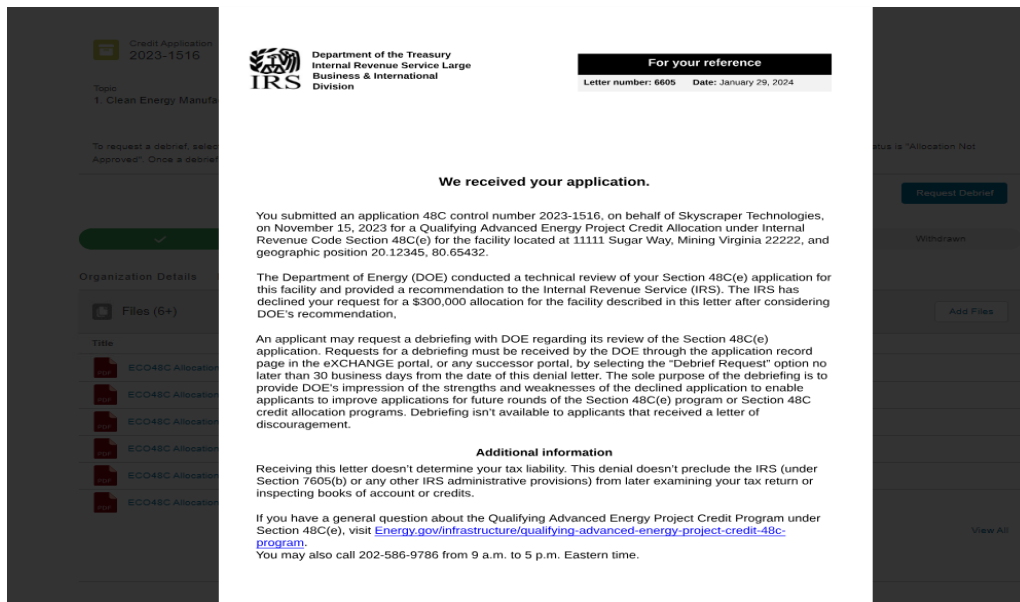 Credit Application
2023-1516
Topic
1. Clean Energy Manufa
To request a debrief, selec
atus is "Allocation Not
Approved". Once a debrief
Request Debrief
Withdrawn
Organization Details
Files (6+)
Add Files
Title
PDF ECO48C Allocation
PDF ECO48C Allocation
PDF ECO48C Allocation
PDF ECO48C Allocation
PDF ECO48C Allocation
PDF ECO48C Allocation
View All
IRS
Department of the Treasury
Internal Revenue Service Large
Business & International
Division
For your reference
Letter number: 6605 Date: January 29, 2024
We received your application.
You submitted an application 48C control number 2023-1516, on behalf of Skyscraper Technologies,
on November 15, 2023 for a Qualifying Advanced Energy Project Credit Allocation under Internal
Revenue Code Section 48C(e) for the facility located at 11111 Sugar Way, Mining Virginia 22222, and
geographic position 20.12345, 80.65432.
The Department of Energy (DOE) conducted a technical review of your Section 48C(e) application for
this facility and provided a recommendation to the Internal Revenue Service (IRS). The IRS has
declined your request for a $300,000 allocation for the facility described in this letter after considering
DOE's recommendation,
An applicant may request a debriefing with DOE regarding its review of the Section 48C(e)
application. Requests for a debriefing must be received by the DOE through the application record
page in the eXCHANGE portal, or any successor portal, by selecting the "Debrief Request" option no
later than 30 business days from the date of this denial letter. The sole purpose of the debriefing is to
provide DOE's impression of the strengths and weaknesses of the declined application to enable
applicants to improve applications for future rounds of the Section 48C(e) program or Section 48C
credit allocation programs. Debriefing isn't available to applicants that received a letter of
discouragement.
Additional information
Receiving this letter doesn't determine your tax liability. This denial doesn't preclude the IRS (under
Section 7605(b) or any other IRS administrative provisions) from later examining your tax return or
inspecting books of account or credits.
If you have a general question about the Qualifying Advanced Energy Project Credit Program under
Section 48C(e), visit Energy.gov/infrastructure/qualifying-advanced-energy-project-credit-48c-
program.
You may also call 202-586-9786 from 9 a.m. to 5 p.m. Eastern time.